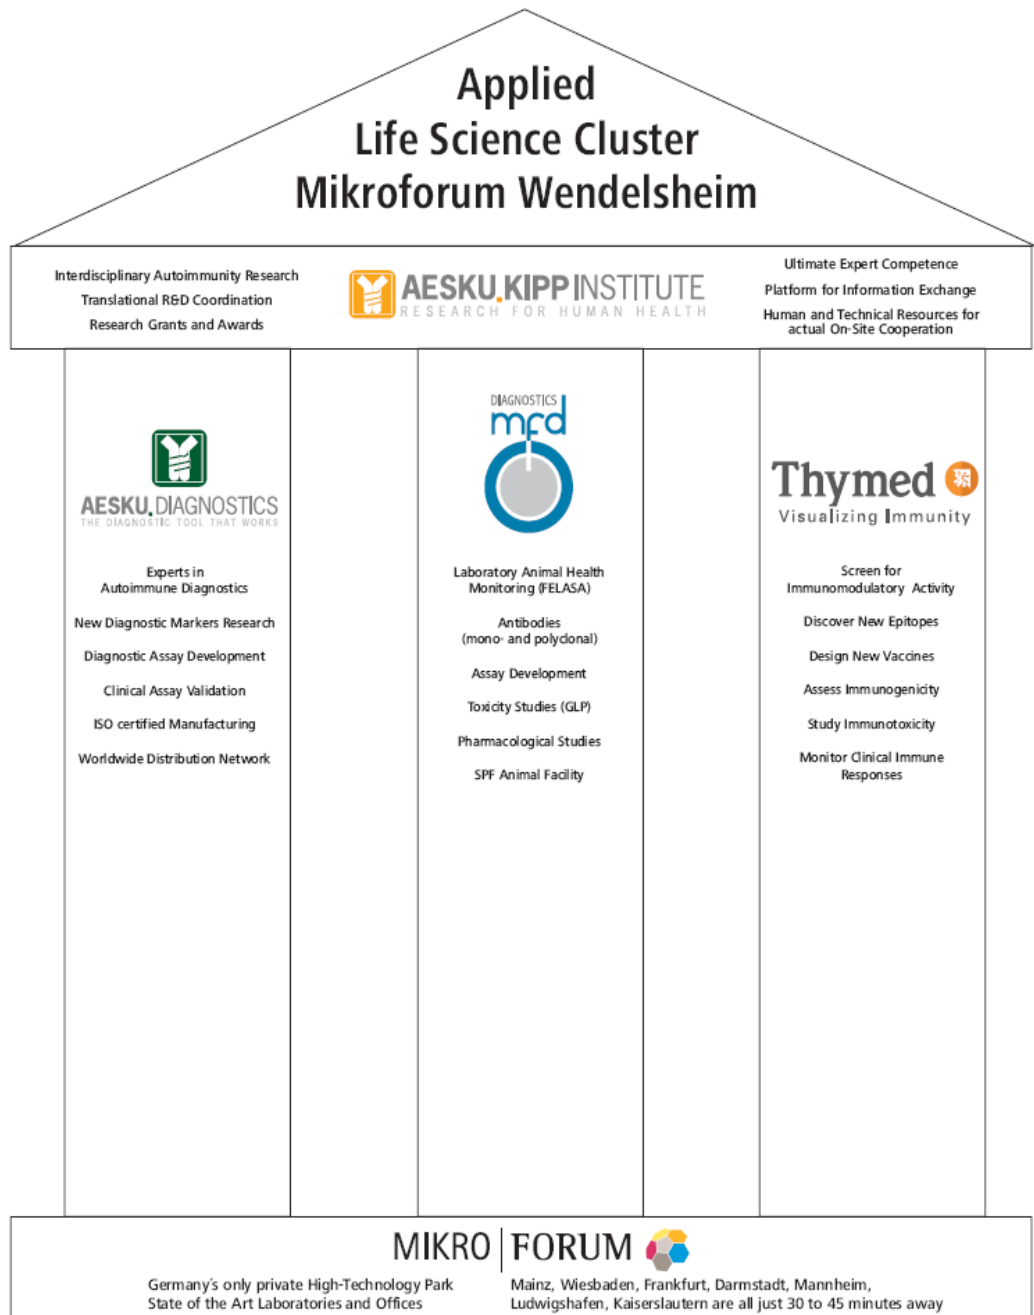 Applied
Life Science Cluster
Mikroforum Wendelsheim
Interdisciplinary Autoimmunity Research
Translational R&D Coordination
Research Grants and Awards
AESKU.KIPP INSTITUTE
RESEARCH FOR HUMAN HEALTH
Ultimate Expert Competence
Platform for Information Exchange
Human and Technical Resources for
actual On-Site Cooperation
AESKU.DIAGNOSTICS
THE DIAGNOSTIC TOOL THAT WORKS
Experts in
Autoimmune Diagnostics
New Diagnostic Markers Research
Diagnostic Assay Development
Clinical Assay Validation
ISO certified Manufacturing
Worldwide Distribution Network
DIAGNOSTICS
mfd
Laboratory Animal Health
Monitoring (FELASA)
Antibodies
(mono- and polyclonal)
Assay Development
Toxicity Studies (GLP)
Pharmacological Studies
SPF Animal Facility
Thymed
Visualizing Immunity
Screen for
Immunomodulatory Activity
Discover New Epitopes
Design New Vaccines
Assess Immunogenicity
Study Immunotoxicity
Monitor Clinical Immune
Responses
MIKRO | FORUM
Germany´s only private High-Technology Park
State of the Art Laboratories and Offices
Mainz, Wiesbaden, Frankfurt, Darmstadt, Mannheim,
Ludwigshafen, Kaiserslautern are all just 30 to 45 minutes away